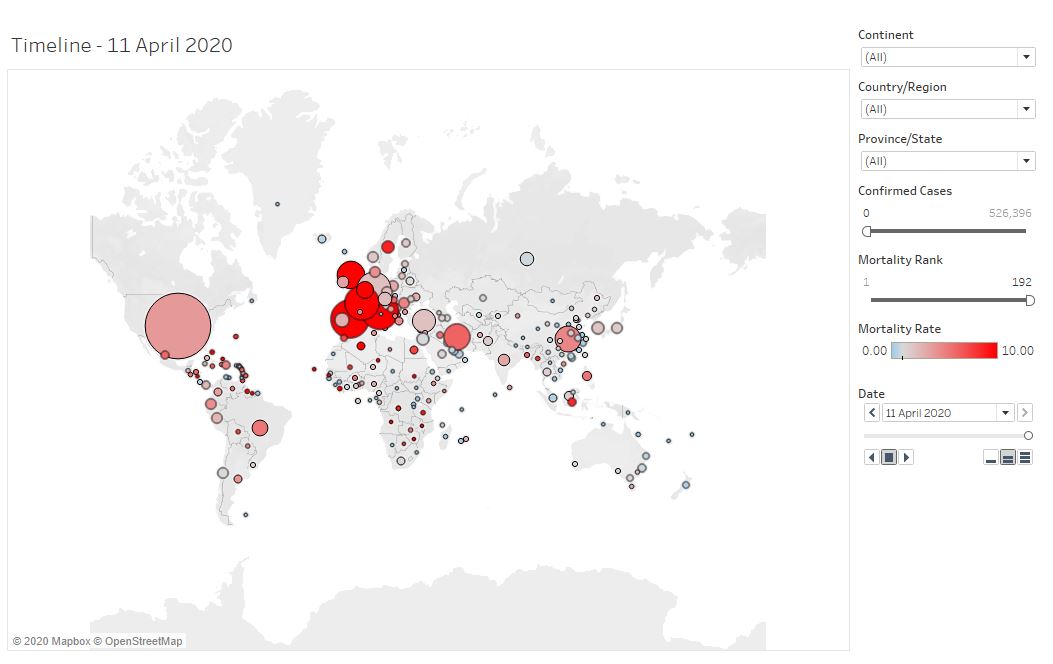 Timeline - 11 April 2020
Continent
(All)
Country/Region
(All)
Province/State
(All)
Confirmed Cases
0 526,396
Mortality Rank
1 192
Mortality Rate
0.00 10.00
Date
11 April 2020
© 2020 Mapbox © OpenStreetMap